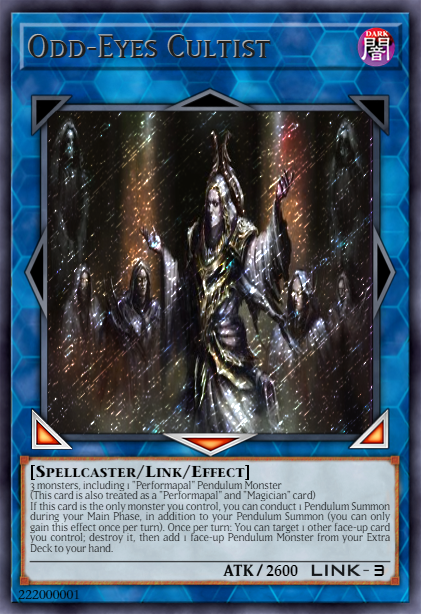 Odd-Eyes Cultist
DARK
闇
[Spellcaster/Link/Effect]
3 monsters, including 1 "Performapal" Pendulum Monster
(This card is also treated as a "Performapal" and "Magician" card)
If this card is the only monster you control, you can conduct 1 Pendulum Summon
during your Main Phase, in addition to your Pendulum Summon (you can only
gain this effect once per turn). Once per turn: You can target 1 other face-up card
you control; destroy it, then add 1 face-up Pendulum Monster from your Extra
Deck to your hand.
ATK / 2600 LINK-3
222000001